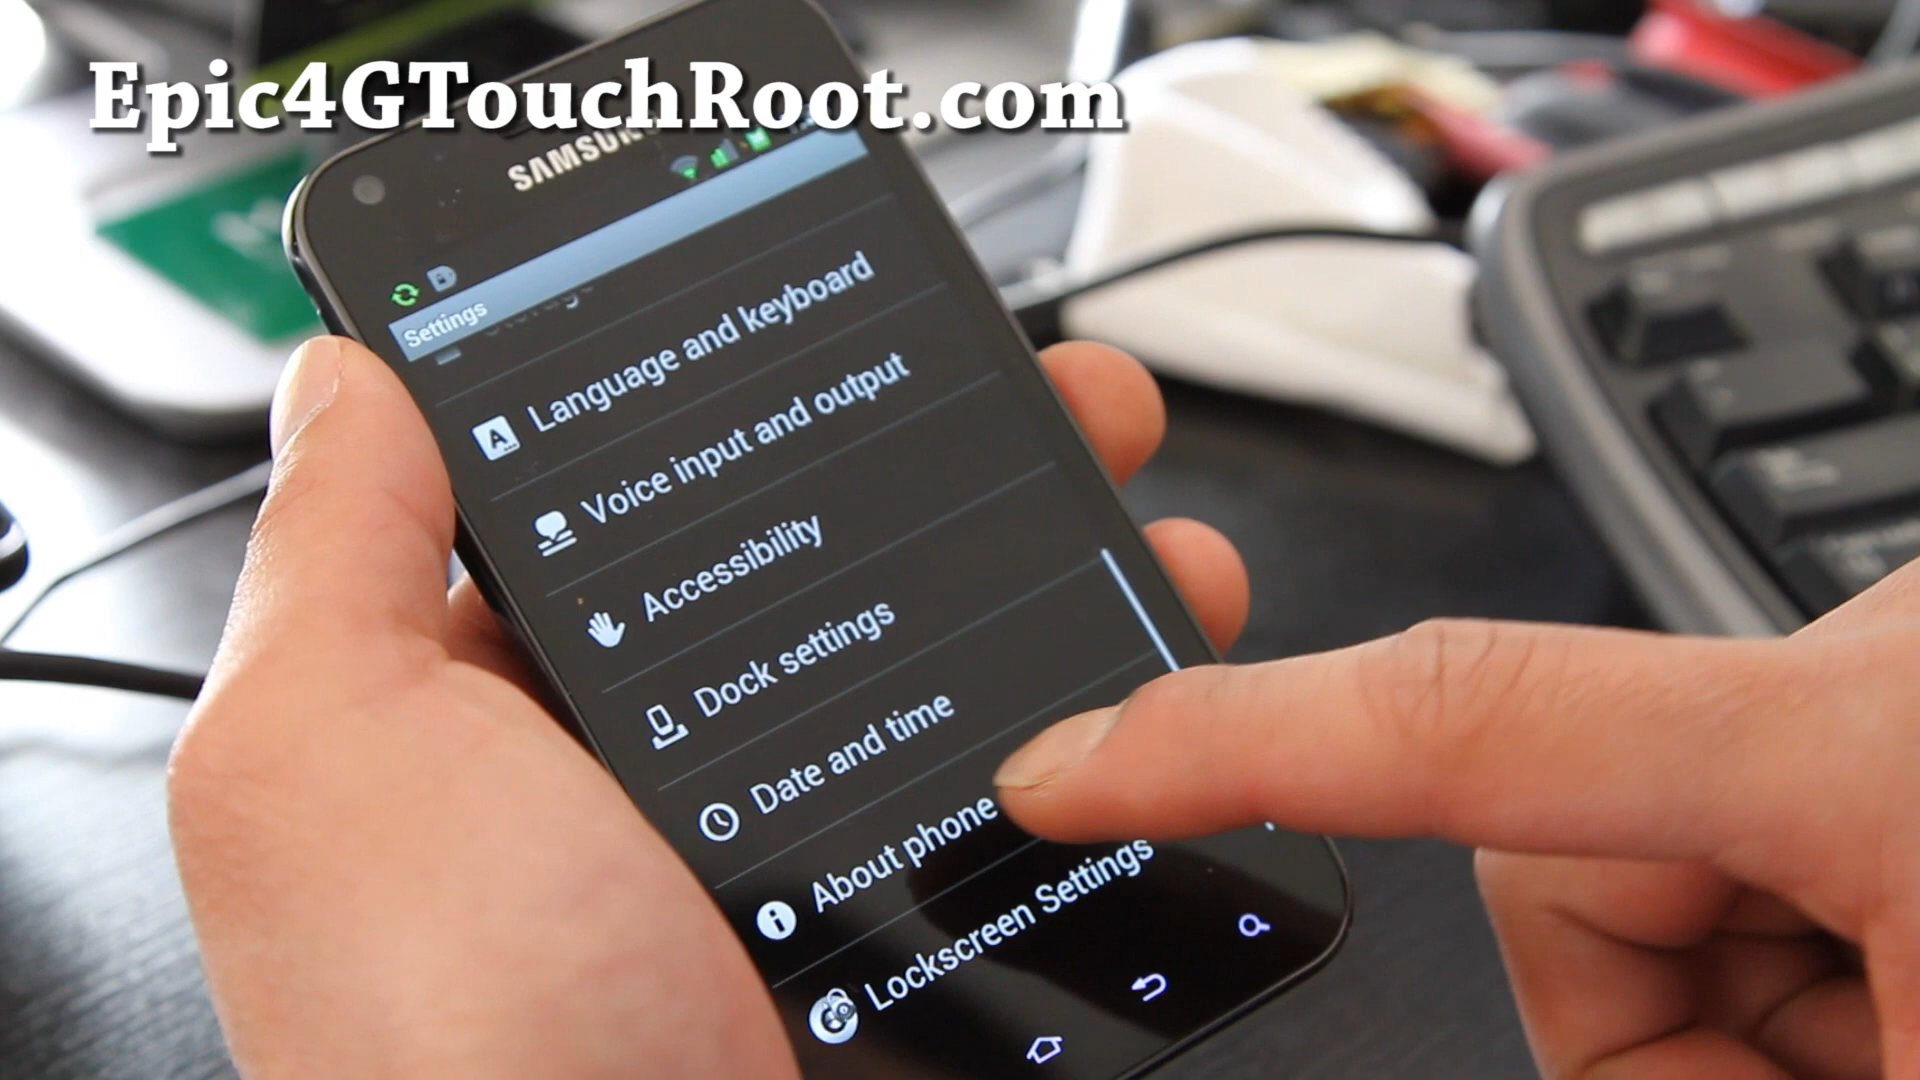 Epic4GTouchRoot.com
SAMSUNG
Settings
Storage
Language and keyboard
Voice input and output
Accessibility
Dock settings
Date and time
About phone
Lockscreen Settings